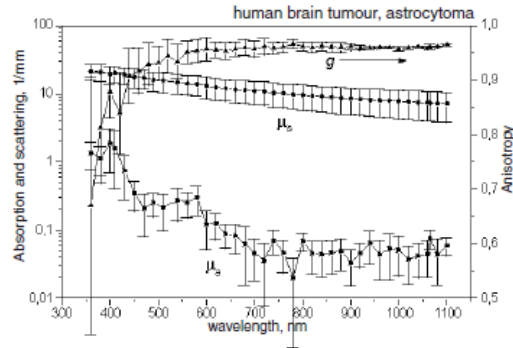 human brain tumour, astrocytoma
Absorption and scattering, 1/mm
100
10
1
0,1
0,01
1,0
0,9
0,8
0,7
0,6
0,5
Anisotropy
g
μs
μa
300 400 500 600 700 800 900 1000 1100
wavelength, nm